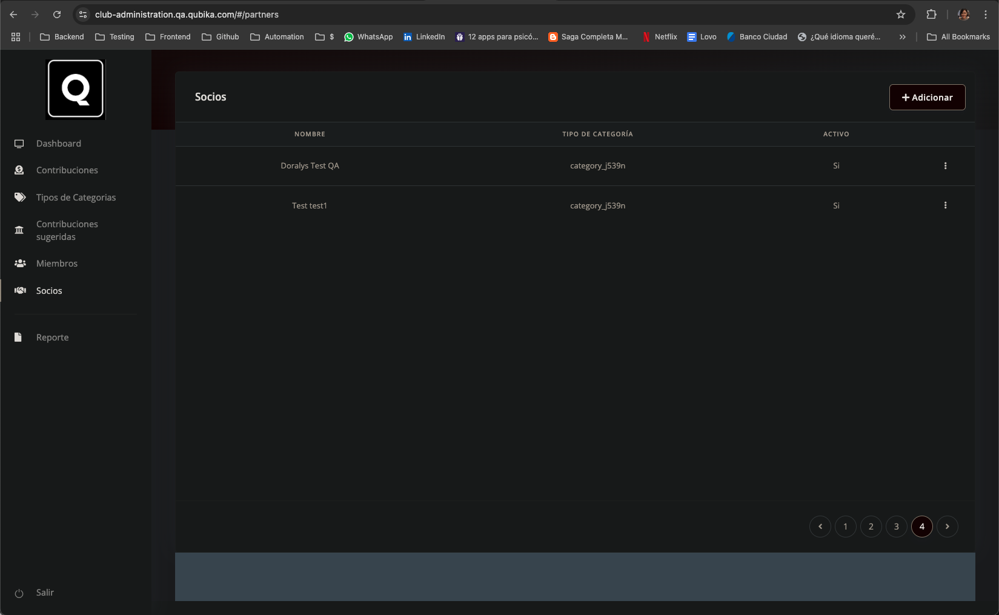 club-administration.qa.qubika.com/#/partners
Backend Testing Frontend Github Automation $ WhatsApp LinkedIn 12 apps para psicó... Saga Completa M... Netflix Lovo Banco Ciudad ¿Qué idioma queré... » All Bookmarks
Q
Dashboard
Contribuciones
Tipos de Categorias
Contribuciones
sugeridas
Miembros
Socios
Reporte
Salir
Socios
+ Adicionar
NOMBRE TIPO DE CATEGORÍA ACTIVO
Doralys Test QA category_j539n Si
Test test1 category_j539n Si
1 2 3 4